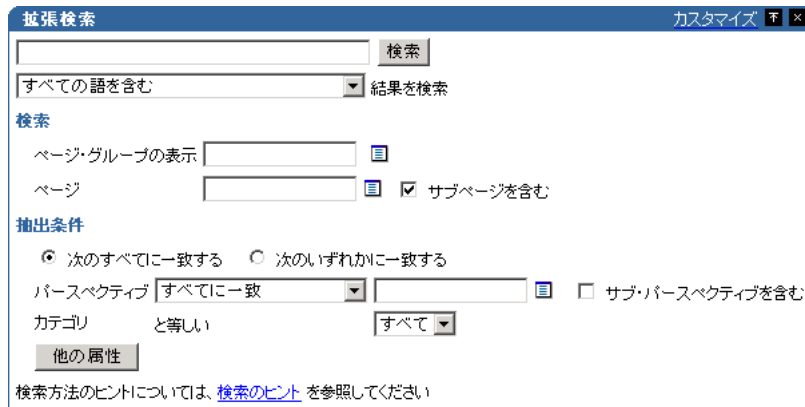 拡張検索 カスタマイズ
検索
すべての語を含む 結果を検索
検索
ページ・グループの表示
ページ サブページを含む
抽出条件
次のすべてに一致する 次のいずれかに一致する
パースペクティブ すべてに一致 サブ・パースペクティブを含む
カテゴリ と等しい すべて
他の属性
検索方法のヒントについては、検索のヒント を参照してください